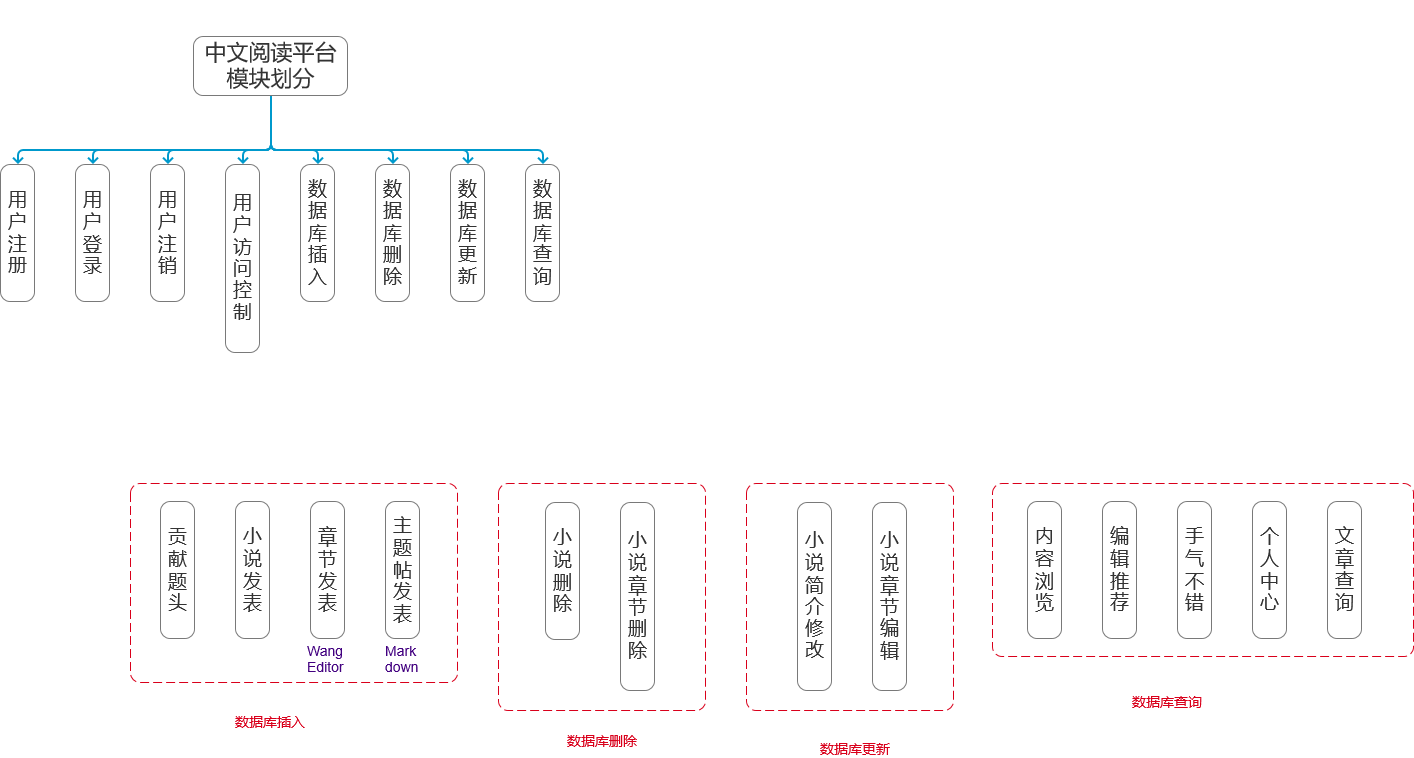 中文阅读平台
模块划分
用户注册
用户登录
用户注销
用户访问控制
数据库插入
数据库删除
数据库更新
数据库查询
贡献题头
小说发表
章节发表
主题帖发表
Wang
Editor
Mark
down
数据库插入
小说删除
小说章节删除
数据库删除
小说简介修改
小说章节编辑
数据库更新
内容浏览
编辑推荐
手气不错
个人中心
文章查询
数据库查询